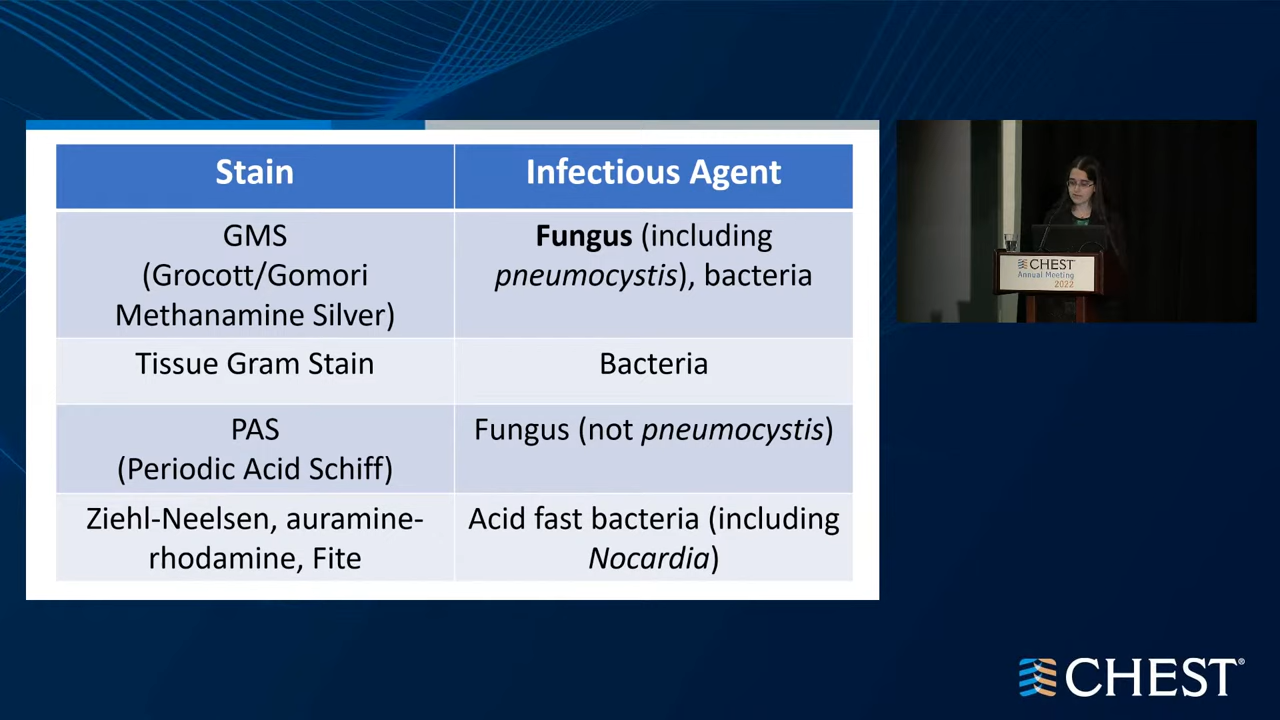 Stain
Infectious Agent
GMS
(Grocott/Gomori
Methanamine Silver)
Fungus (including
pneumocystis), bacteria
Tissue Gram Stain
Bacteria
PAS
(Periodic Acid Schiff)
Fungus (not pneumocystis)
Ziehl-Neelsen, auramine-
rhodamine, Fite
Acid fast bacteria (including
Nocardia)
CHEST
Annual Meeting
2022
CHEST®